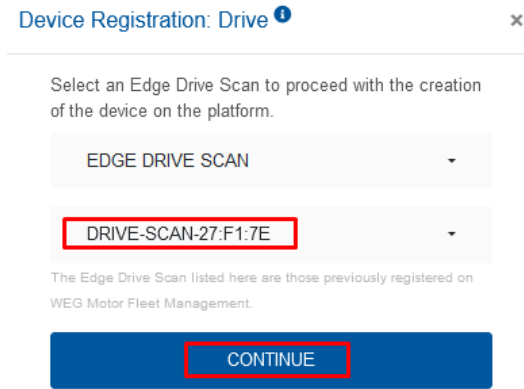 Device Registration: Drive i ×
Select an Edge Drive Scan to proceed with the creation
of the device on the platform.
EDGE DRIVE SCAN
DRIVE-SCAN-27:F1:7E
The Edge Drive Scan listed here are those previously registered on
WEG Motor Fleet Management.
CONTINUE